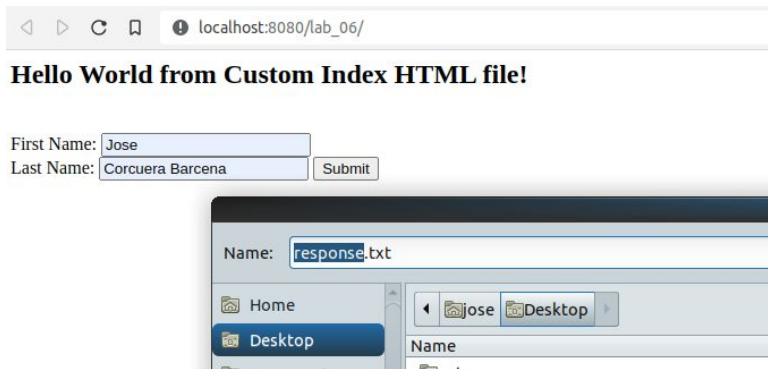 localhost:8080/lab_06/
Hello World from Custom Index HTML file!
First Name: Jose
Last Name: Corcuera Barcena Submit
Name: response.txt
Home
jose Desktop
Desktop
Name